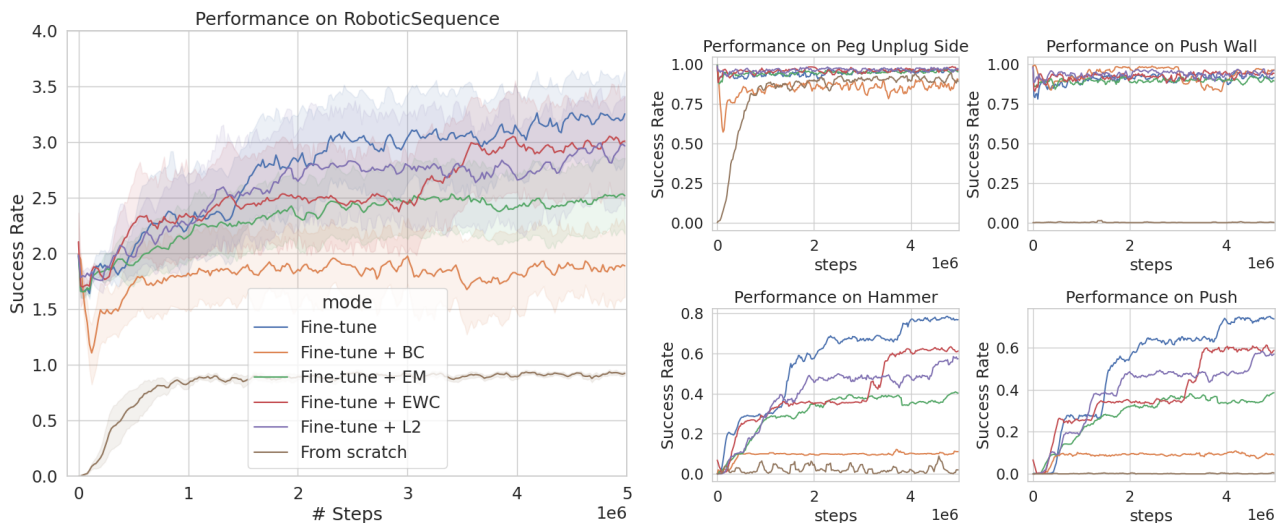 Performance on RoboticSequence
Success Rate
4.0
3.5
3.0
2.5
2.0
1.5
1.0
0.5
0.0
mode
Fine-tune
Fine-tune + BC
Fine-tune + EM
Fine-tune + EWC
Fine-tune + L2
From scratch
0 1 2 3 4 5
# Steps 1e6
Performance on Peg Unplug Side
Success Rate
1.00
0.75
0.50
0.25
0.00
0 2 4
steps 1e6
Performance on Push Wall
Success Rate
1.00
0.75
0.50
0.25
0.00
0 2 4
steps 1e6
Performance on Hammer
Success Rate
0.8
0.6
0.4
0.2
0.0
0 2 4
steps 1e6
Performance on Push
Success Rate
0.6
0.4
0.2
0.0
0 2 4
steps 1e6